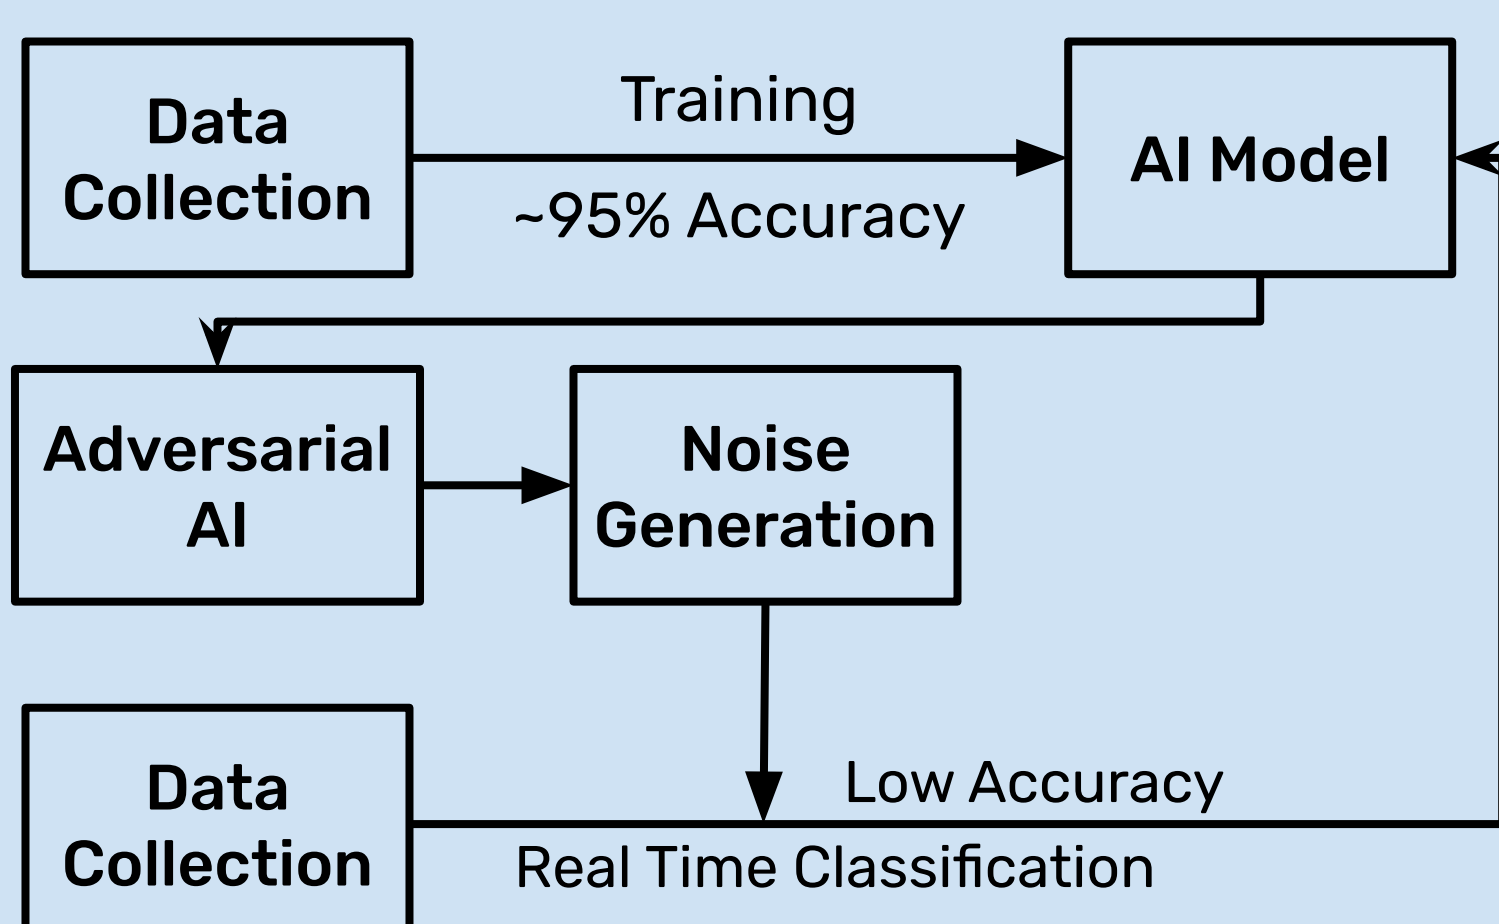 Data
Collection
Training
~95% Accuracy
AI Model
Adversarial
AI
Noise
Generation
Data
Collection
Low Accuracy
Real Time Classification